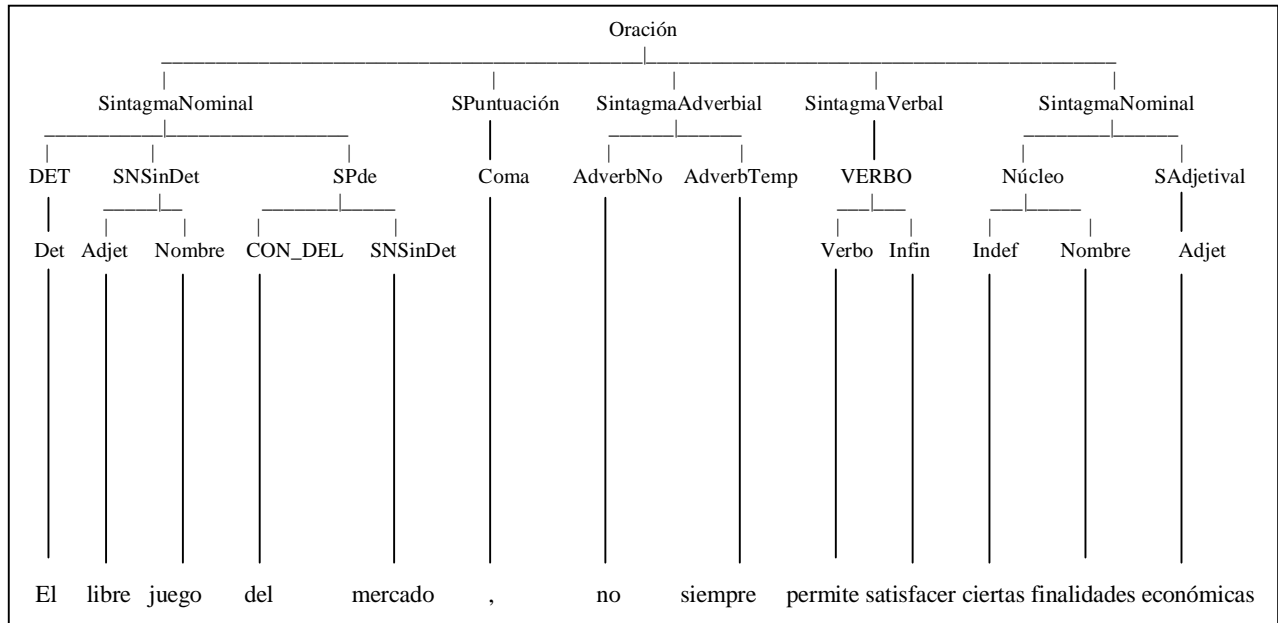 Oración
SintagmaNominal SPuntuación SintagmaAdverbial SintagmaVerbal SintagmaNominal
DET SNSinDet SPde Coma AdverbNo AdverbTemp VERBO Núcleo SAdjetival
Det Adjet Nombre CON_DEL SNSinDet Verbo Infin Indef Nombre Adjet
El libre juego del mercado , no siempre permite satisfacer ciertas finalidades económicas